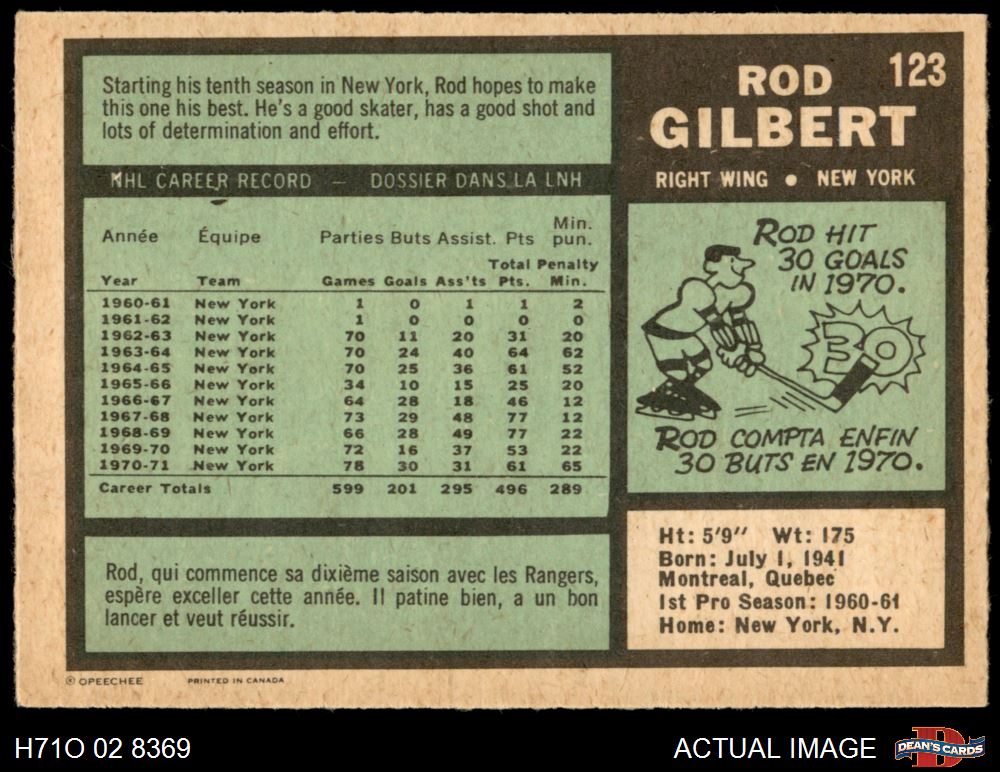 Starting his tenth season in New York, Rod hopes to make
this one his best. He's a good skater, has a good shot and
lots of determination and effort.
NHL CAREER RECORD — DOSSIER DANS LA LNH
Année Équipe Parties Buts Assist. Pts Min. pun.
Year Team Games Goals Ass'ts Total Pts. Penalty Min.
1960-61 New York 1 0 1 1 2
1961-62 New York 1 0 0 0 0
1962-63 New York 70 11 20 31 20
1963-64 New York 70 24 40 64 62
1964-65 New York 70 25 36 61 52
1965-66 New York 34 10 15 25 20
1966-67 New York 64 28 18 46 12
1967-68 New York 73 29 48 77 12
1968-69 New York 66 28 49 77 22
1969-70 New York 72 16 37 53 22
1970-71 New York 78 30 31 61 65
Career Totals 599 201 295 496 289
Rod, qui commence sa dixième saison avec les Rangers,
espère exceller cette année. Il patine bien, a un bon
lancer et veut réussir.
© OPEECHEE PRINTED IN CANADA
123
ROD
GILBERT
RIGHT WING • NEW YORK
ROD HIT
30 GOALS
IN 1970.
30
ROD COMPTA ENFIN
30 BUTS EN 1970.
Ht: 5'9" Wt: 175
Born: July 1, 1941
Montreal, Quebec
1st Pro Season: 1960-61
Home: New York, N.Y.
H71O 02 8369
ACTUAL IMAGE
D
DEAN'S CARDS